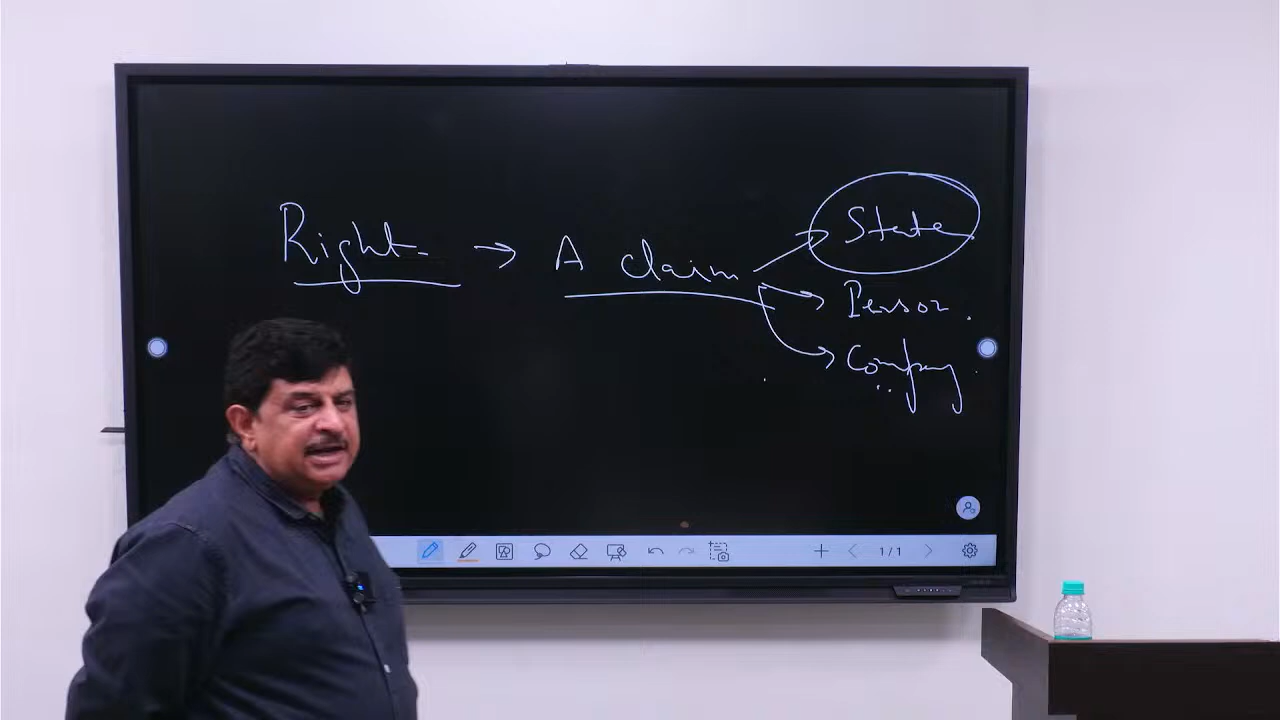 Right → A claim → State
→ Person.
→ Company.
1/1